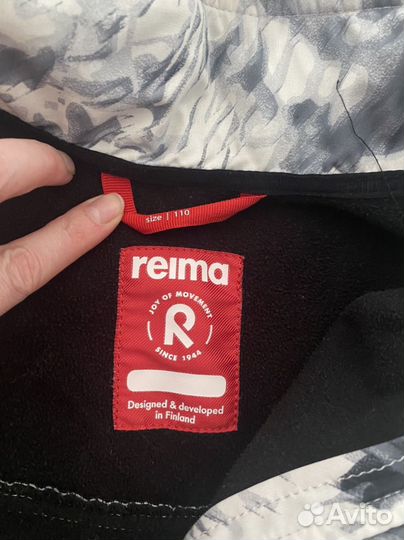 size | 110
reima
JOY OF MOVEMENT
R
SINCE 1944
Designed & developed
in Finland
Avito